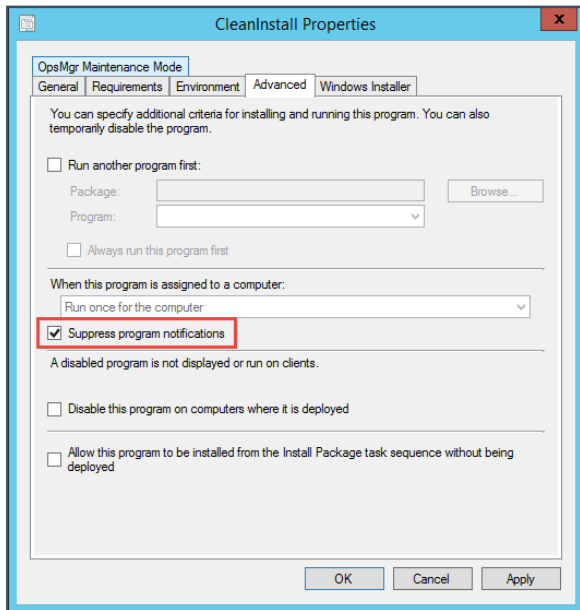 CleanInstall Properties
x
OpsMgr Maintenance Mode
General Requirements Environment Advanced Windows Installer
You can specify additional criteria for installing and running this program. You can also
temporarily disable the program.
Run another program first:
Package:
Browse...
Program:
Always run this program first
When this program is assigned to a computer:
Run once for the computer
Suppress program notifications
A disabled program is not displayed or run on clients.
Disable this program on computers where it is deployed
Allow this program to be installed from the Install Package task sequence without being
deployed
OK Cancel Apply